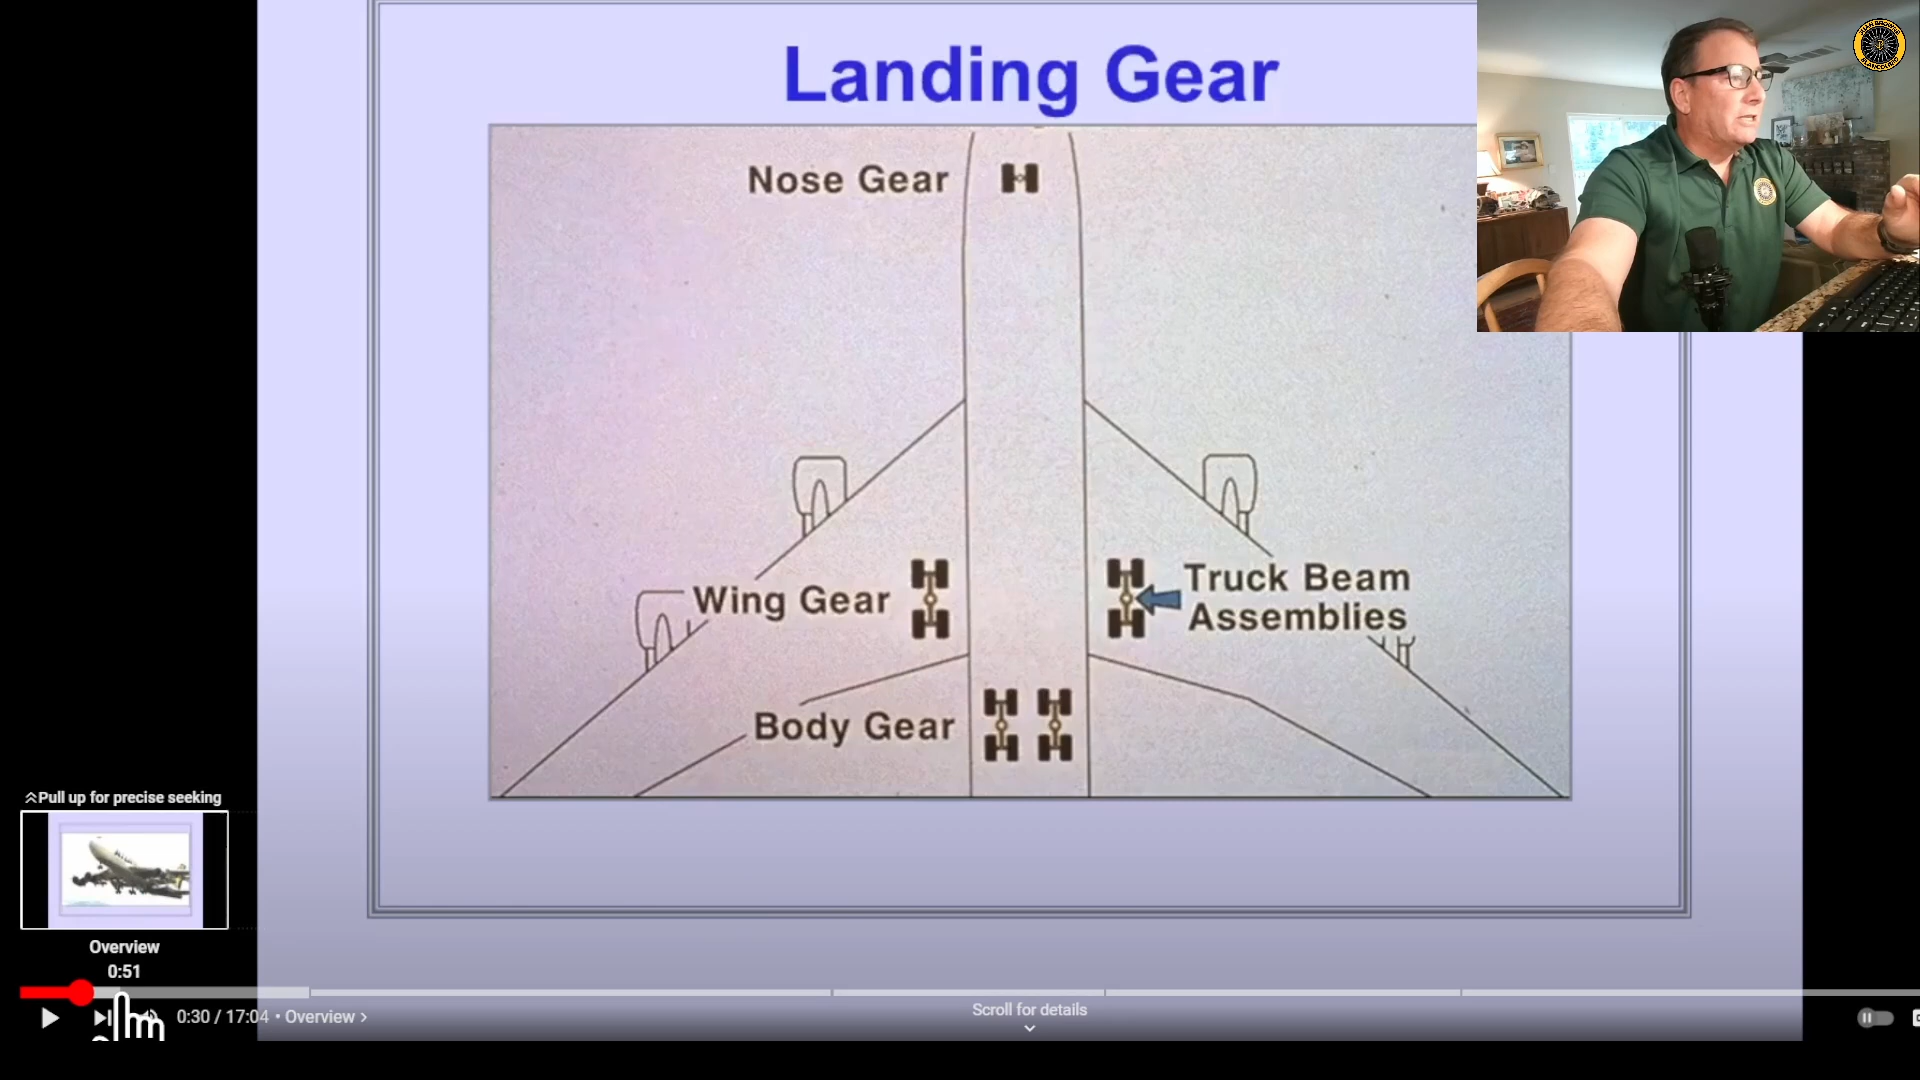 Landing Gear
Nose Gear
Wing Gear
Truck Beam
Assemblies
Body Gear
Pull up for precise seeking
Overview
0:51
0:30 / 17:04 • Overview >
Scroll for details